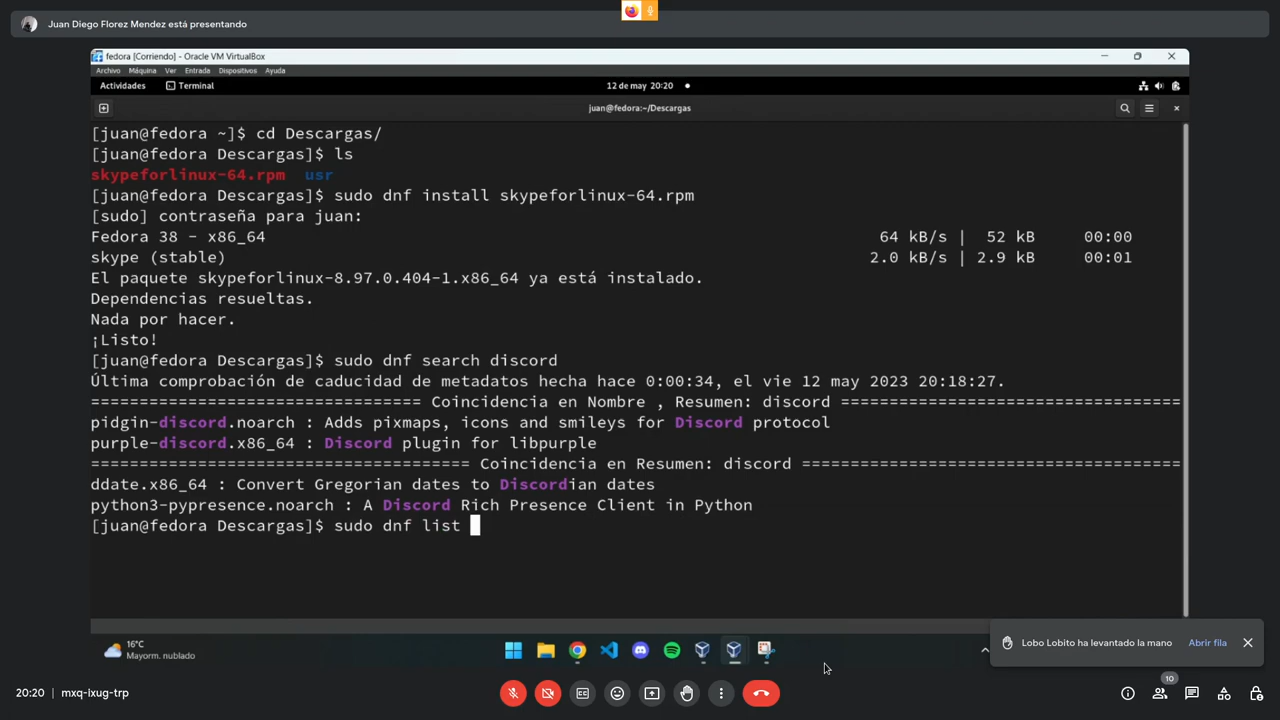 Juan Diego Florez Mendez está presentando
fedora [Corriendo] - Oracle VM VirtualBox
Archivo Máquina Ver Entrada Dispositivos Ayuda
Actividades Terminal 12 de may 20:20
juan@fedora:~/Descargas
[juan@fedora ~]$ cd Descargas/
[juan@fedora Descargas]$ ls
skypeforlinux-64.rpm usr
[juan@fedora Descargas]$ sudo dnf install skypeforlinux-64.rpm
[sudo] contraseña para juan:
Fedora 38 - x86_64 64 kB/s | 52 kB 00:00
skype (stable) 2.0 kB/s | 2.9 kB 00:01
El paquete skypeforlinux-8.97.0.404-1.x86_64 ya está instalado.
Dependencias resueltas.
Nada por hacer.
¡Listo!
[juan@fedora Descargas]$ sudo dnf search discord
Última comprobación de caducidad de metadatos hecha hace 0:00:34, el vie 12 may 2023 20:18:27.
================================== Coincidencia en Nombre , Resumen: discord ===================================
pidgin-discord.noarch : Adds pixmaps, icons and smileys for Discord protocol
purple-discord.x86_64 : Discord plugin for libpurple
======================================= Coincidencia en Resumen: discord =======================================
ddate.x86_64 : Convert Gregorian dates to Discordian dates
python3-pypresence.noarch : A Discord Rich Presence Client in Python
[juan@fedora Descargas]$ sudo dnf list
16°C
Mayorm. nublado
Lobo Lobito ha levantado la mano Abrir fila
20:20 mxq-ixug-trp
10